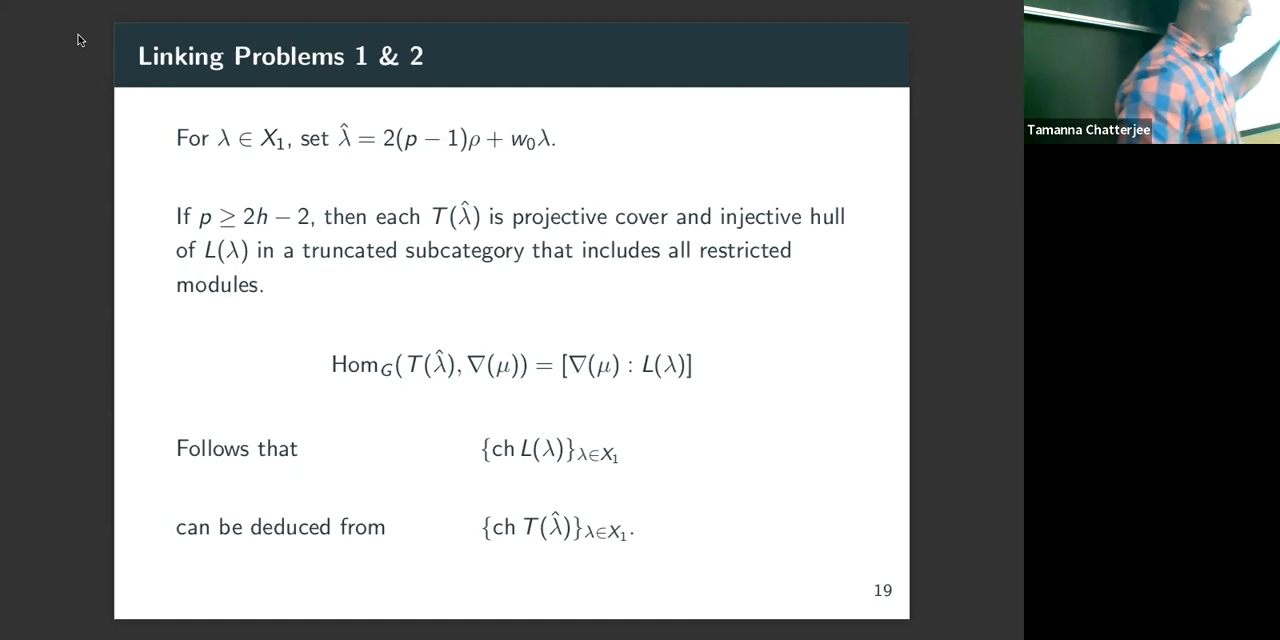 Linking Problems 1 & 2
For λ ∈ X₁, set λ̂ = 2(p − 1)ρ + w₀λ.
If p ≥ 2h − 2, then each T(λ̂) is projective cover and injective hull
of L(λ) in a truncated subcategory that includes all restricted
modules.
Hom_G(T(λ̂), ∇(μ)) = [∇(μ) : L(λ)]
Follows that {ch L(λ)}_{λ∈X₁}
can be deduced from {ch T(λ̂)}_{λ∈X₁}.
19
Tamanna Chatterjee